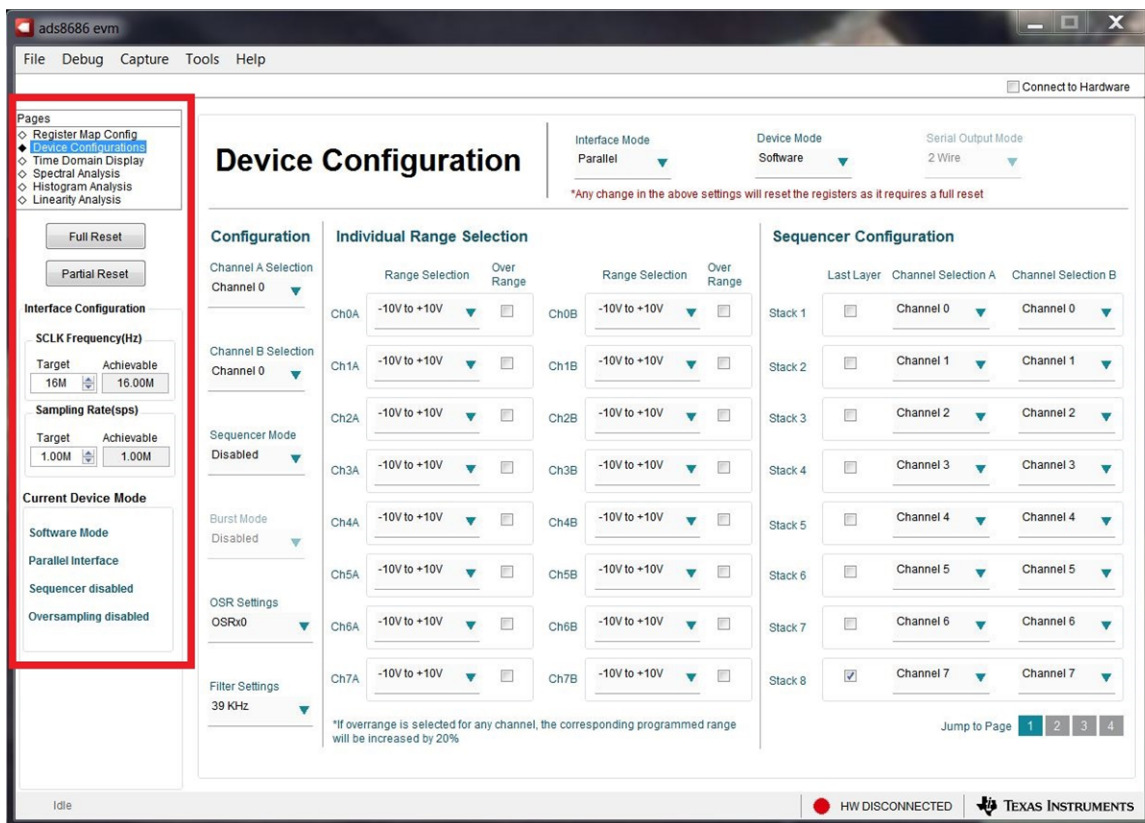 ads8686 evm
File Debug Capture Tools Help
Connect to Hardware
Pages
Register Map Config
Device Configurations
Time Domain Display
Spectral Analysis
Histogram Analysis
Linearity Analysis
Full Reset
Partial Reset
Interface Configuration
SCLK Frequency(Hz)
Target Achievable
16M 16.00M
Sampling Rate(sps)
Target Achievable
1.00M 1.00M
Current Device Mode
Software Mode
Parallel Interface
Sequencer disabled
Oversampling disabled
Device Configuration
Interface Mode Device Mode Serial Output Mode
Parallel Software 2 Wire
*Any change in the above settings will reset the registers as it requires a full reset
Configuration
Channel A Selection
Channel 0
Channel B Selection
Channel 0
Sequencer Mode
Disabled
Burst Mode
Disabled
OSR Settings
OSRx0
Filter Settings
39 KHz
Individual Range Selection
Range Selection Over Range Range Selection Over Range
Ch0A -10V to +10V Ch0B -10V to +10V
Ch1A -10V to +10V Ch1B -10V to +10V
Ch2A -10V to +10V Ch2B -10V to +10V
Ch3A -10V to +10V Ch3B -10V to +10V
Ch4A -10V to +10V Ch4B -10V to +10V
Ch5A -10V to +10V Ch5B -10V to +10V
Ch6A -10V to +10V Ch6B -10V to +10V
Ch7A -10V to +10V Ch7B -10V to +10V
*If overrange is selected for any channel, the corresponding programmed range
will be increased by 20%
Sequencer Configuration
Last Layer Channel Selection A Channel Selection B
Stack 1 Channel 0 Channel 0
Stack 2 Channel 1 Channel 1
Stack 3 Channel 2 Channel 2
Stack 4 Channel 3 Channel 3
Stack 5 Channel 4 Channel 4
Stack 6 Channel 5 Channel 5
Stack 7 Channel 6 Channel 6
Stack 8 Channel 7 Channel 7
Jump to Page 1 2 3 4
Idle
HW DISCONNECTED
TEXAS INSTRUMENTS